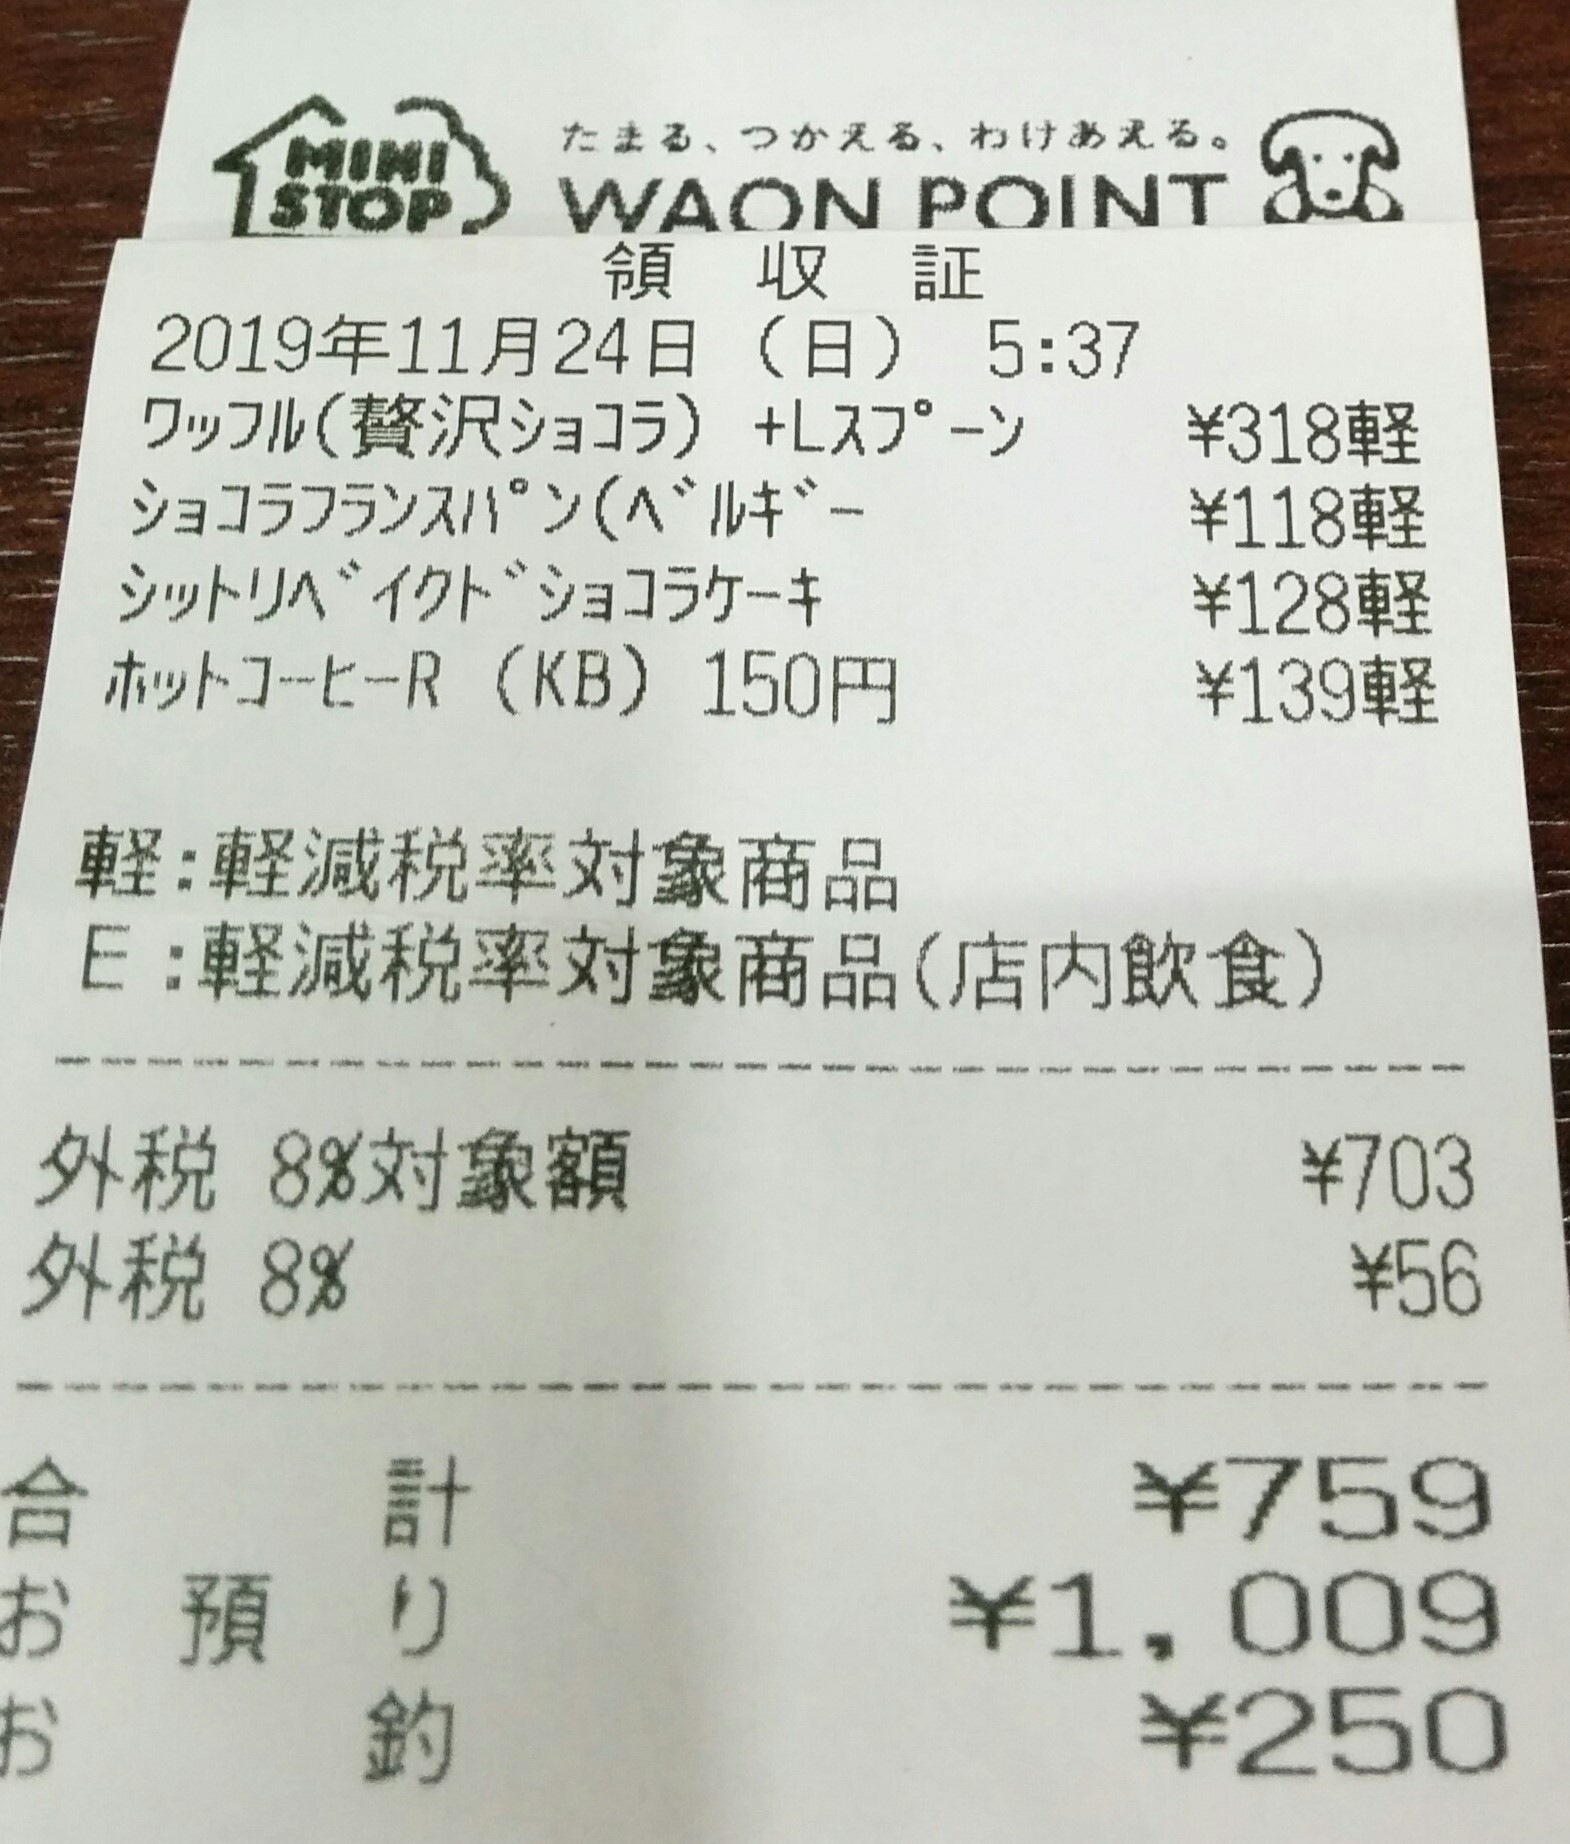 MINI
STOP
たまる、つかえる、わけあえる。
WAON POINT
領 収 証
2019年11月24日（日） 5:37
ﾜｯﾌﾙ(贅沢ｼｮｺﾗ) +Lｽﾌﾟｰﾝ ¥318軽
ｼｮｺﾗﾌﾗﾝｽﾊﾟﾝ(ﾍﾞﾙｷﾞｰ ¥118軽
ｼｯﾄﾘﾍﾞｲｸﾄﾞｼｮｺﾗｹｰｷ ¥128軽
ﾎｯﾄｺｰﾋｰR（KB）150円 ¥139軽
軽:軽減税率対象商品
E :軽減税率対象商品(店内飲食)
外税 8%対象額 ¥703
外税 8% ¥56
合 計 ¥759
お 預 り ¥1,009
お 釣 ¥250